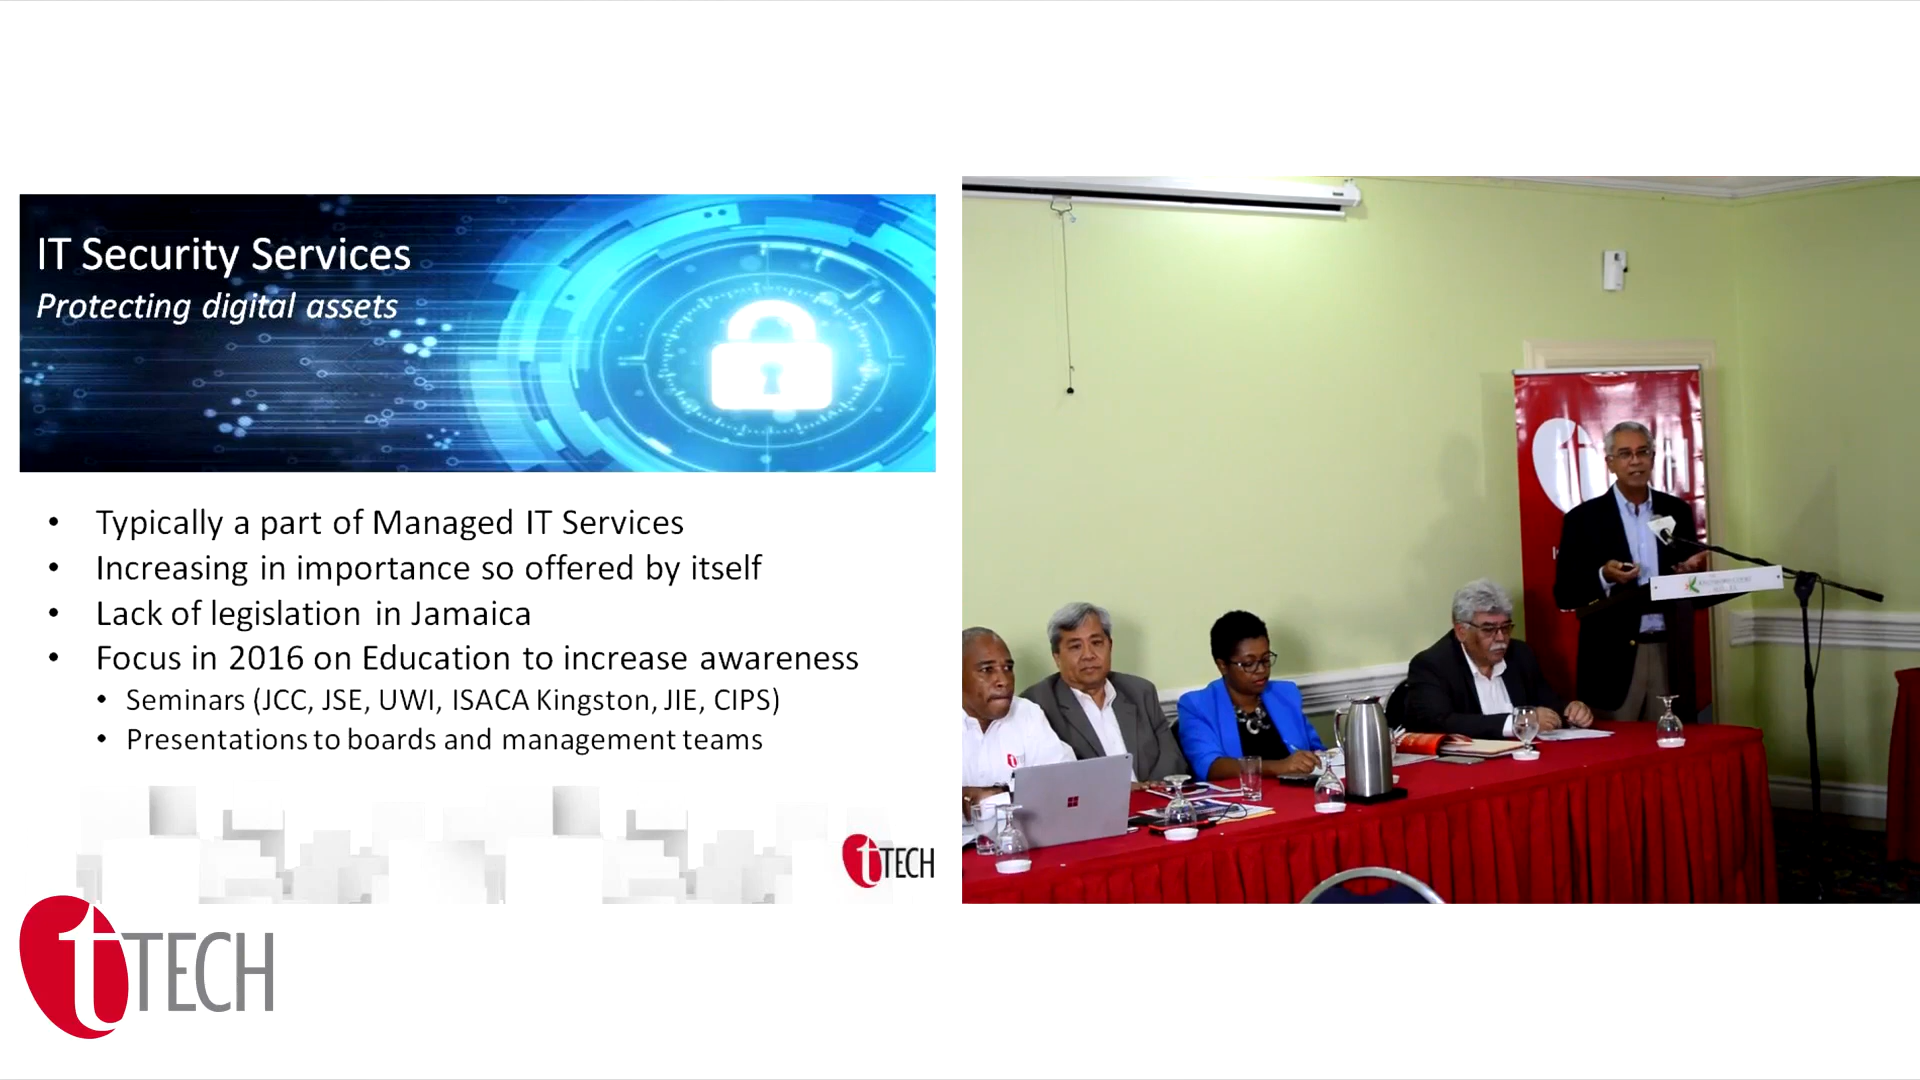 IT Security Services
Protecting digital assets
• Typically a part of Managed IT Services
• Increasing in importance so offered by itself
• Lack of legislation in Jamaica
• Focus in 2016 on Education to increase awareness
• Seminars (JCC, JSE, UWI, ISACA Kingston, JIE, CIPS)
• Presentations to boards and management teams
tTECH
tTECH